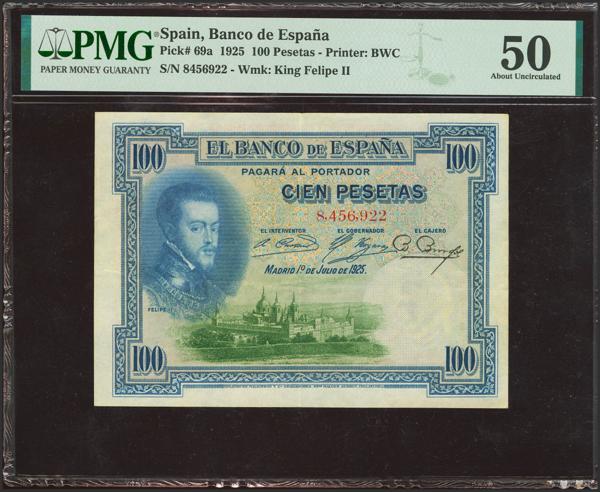 PMG® Spain, Banco de España
PAPER MONEY GUARANTY
Pick# 69a 1925 100 Pesetas - Printer: BWC
S/N 8456922 - Wmk: King Felipe II
50
About Uncirculated
100
EL BANCO DE ESPAÑA
100
PAGARÁ AL PORTADOR
CIEN PESETAS
8,456,922
EL INTERVENTOR
EL GOBERNADOR
EL CAJERO
MADRID 1º DE JULIO DE 1925.
FELIPE II
100
100